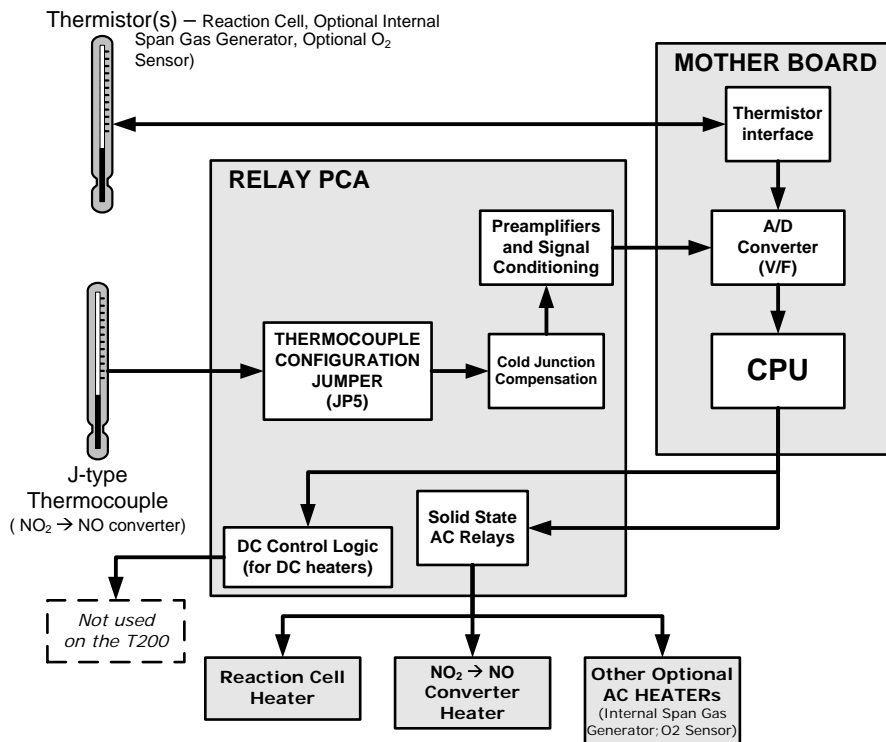 Thermistor(s) – Reaction Cell, Optional Internal
Span Gas Generator, Optional O₂
Sensor)
MOTHER BOARD
Thermistor
interface
RELAY PCA
Preamplifiers
and Signal
Conditioning
A/D
Converter
(V/F)
THERMOCOUPLE
CONFIGURATION
JUMPER
(JP5)
Cold Junction
Compensation
CPU
J-type
Thermocouple
( NO₂ → NO converter)
Solid State
AC Relays
DC Control Logic
(for DC heaters)
Not used
on the T200
Reaction Cell
Heater
NO₂ → NO
Converter
Heater
Other Optional
AC HEATERs
(Internal Span Gas
Generator; O2 Sensor)